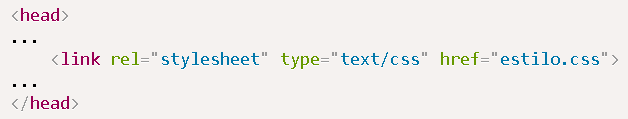 <head>
...
<link rel="stylesheet" type="text/css" href="estilo.css">
...
</head>